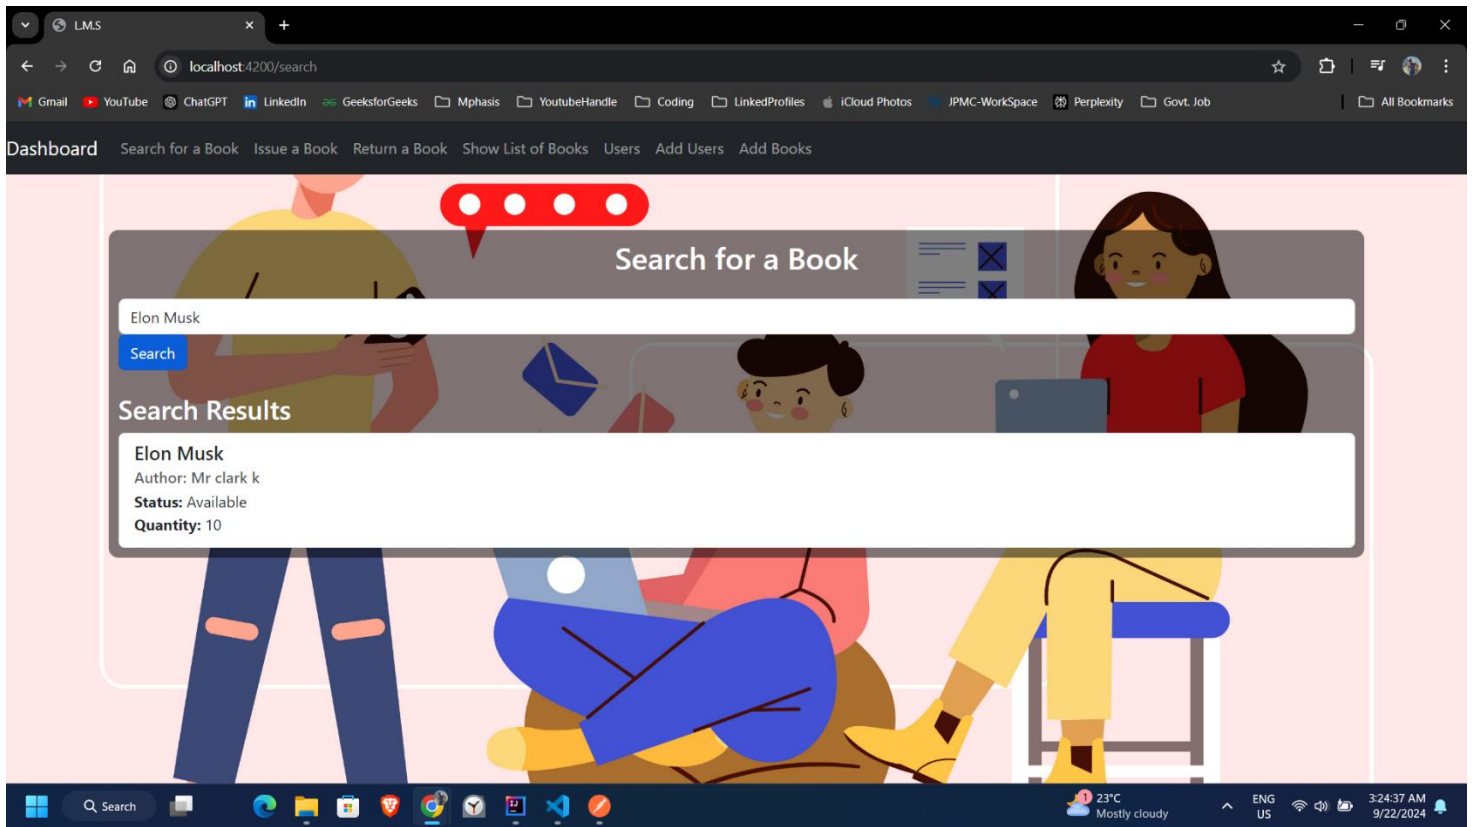 L.M.S
localhost:4200/search
Gmail YouTube ChatGPT LinkedIn GeeksforGeeks Mphasis YoutubeHandle Coding LinkedProfiles iCloud Photos JPMC-WorkSpace Perplexity Govt. Job All Bookmarks
Dashboard Search for a Book Issue a Book Return a Book Show List of Books Users Add Users Add Books
Search for a Book
Elon Musk
Search
Search Results
Elon Musk
Author: Mr clark k
Status: Available
Quantity: 10
Search
1
23°C
Mostly cloudy
ENG
US
3:24:37 AM
9/22/2024